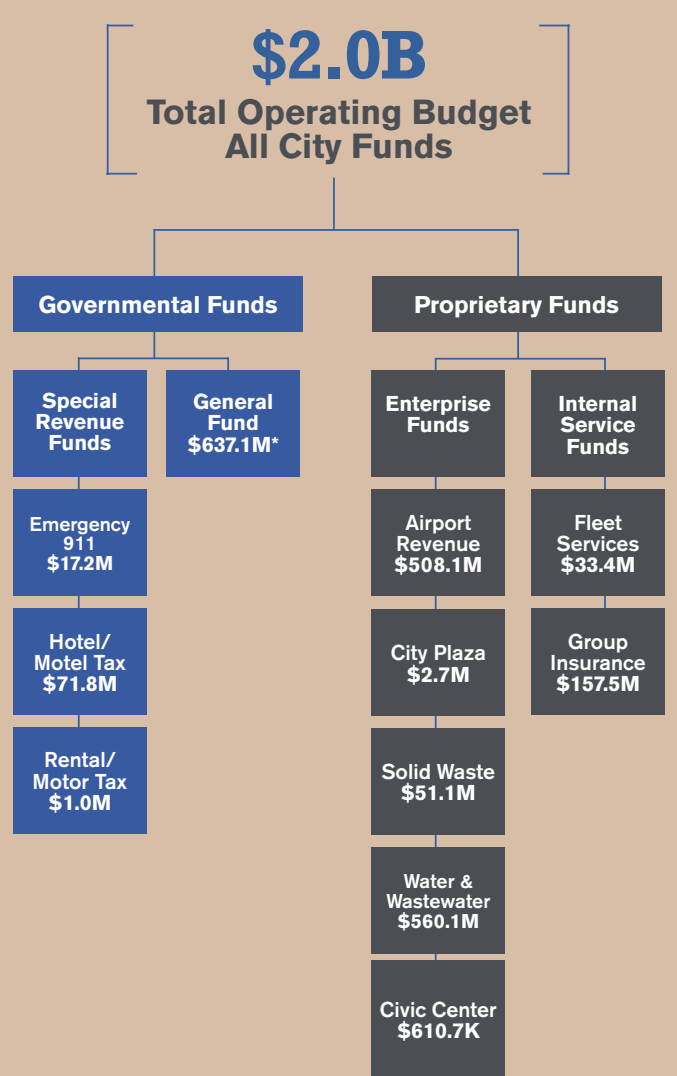 $2.0B
Total Operating Budget
All City Funds
Governmental Funds
Proprietary Funds
Special
Revenue
Funds
General
Fund
$637.1M*
Enterprise
Funds
Internal
Service
Funds
Emergency
911
$17.2M
Airport
Revenue
$508.1M
Fleet
Services
$33.4M
Hotel/
Motel Tax
$71.8M
City Plaza
$2.7M
Group
Insurance
$157.5M
Rental/
Motor Tax
$1.0M
Solid Waste
$51.1M
Water &
Wastewater
$560.1M
Civic Center
$610.7K